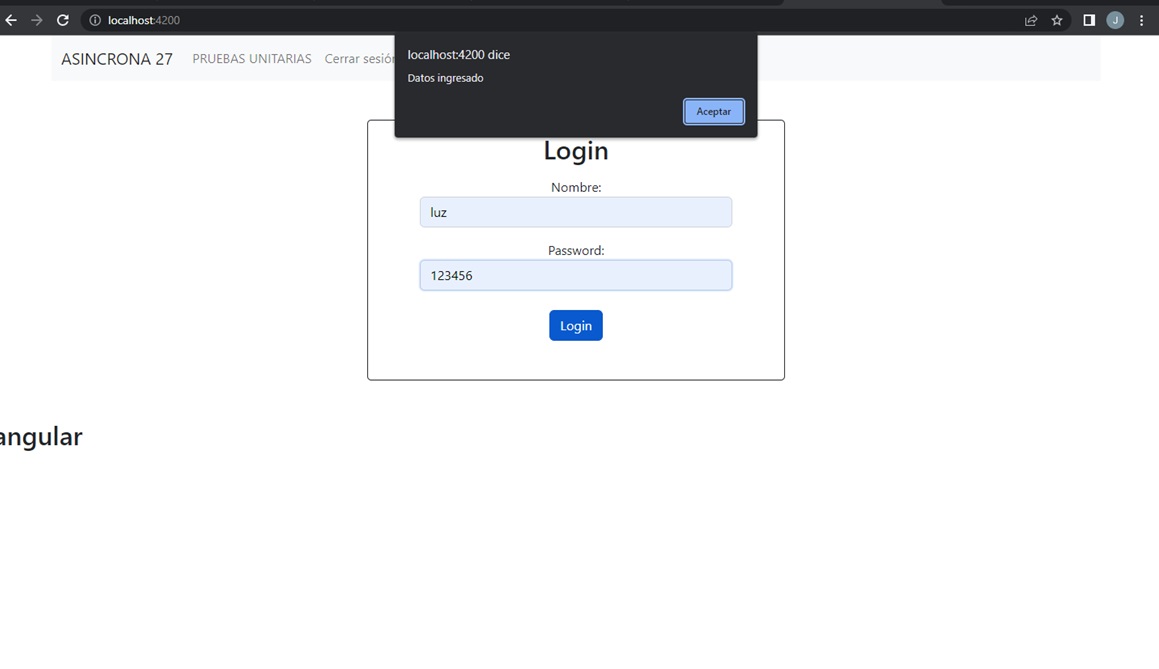 localhost:4200
J
ASINCRONA 27 PRUEBAS UNITARIAS Cerrar sesión
localhost:4200 dice
Datos ingresado
Aceptar
Login
Nombre:
luz
Password:
123456
Login
angular